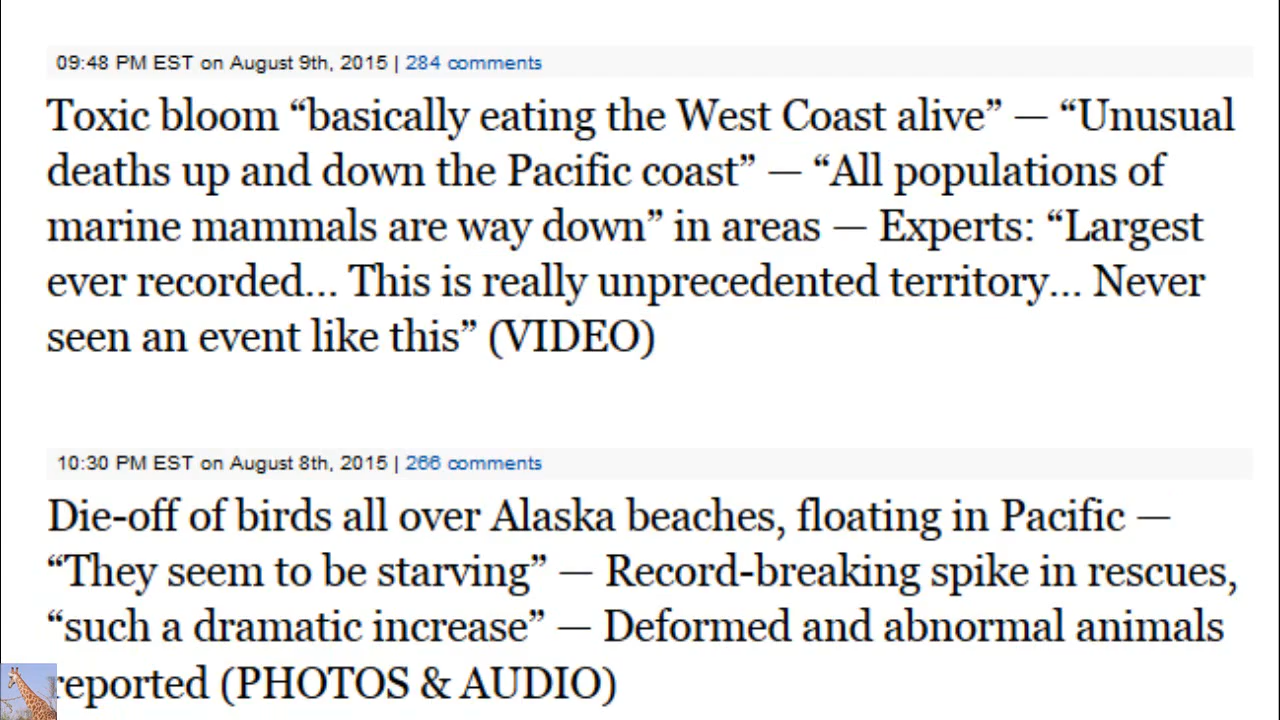 09:48 PM EST on August 9th, 2015 | 284 comments
Toxic bloom “basically eating the West Coast alive” — “Unusual
deaths up and down the Pacific coast” — “All populations of
marine mammals are way down” in areas — Experts: “Largest
ever recorded... This is really unprecedented territory... Never
seen an event like this” (VIDEO)
10:30 PM EST on August 8th, 2015 | 266 comments
Die-off of birds all over Alaska beaches, floating in Pacific —
“They seem to be starving” — Record-breaking spike in rescues,
“such a dramatic increase” — Deformed and abnormal animals
reported (PHOTOS & AUDIO)